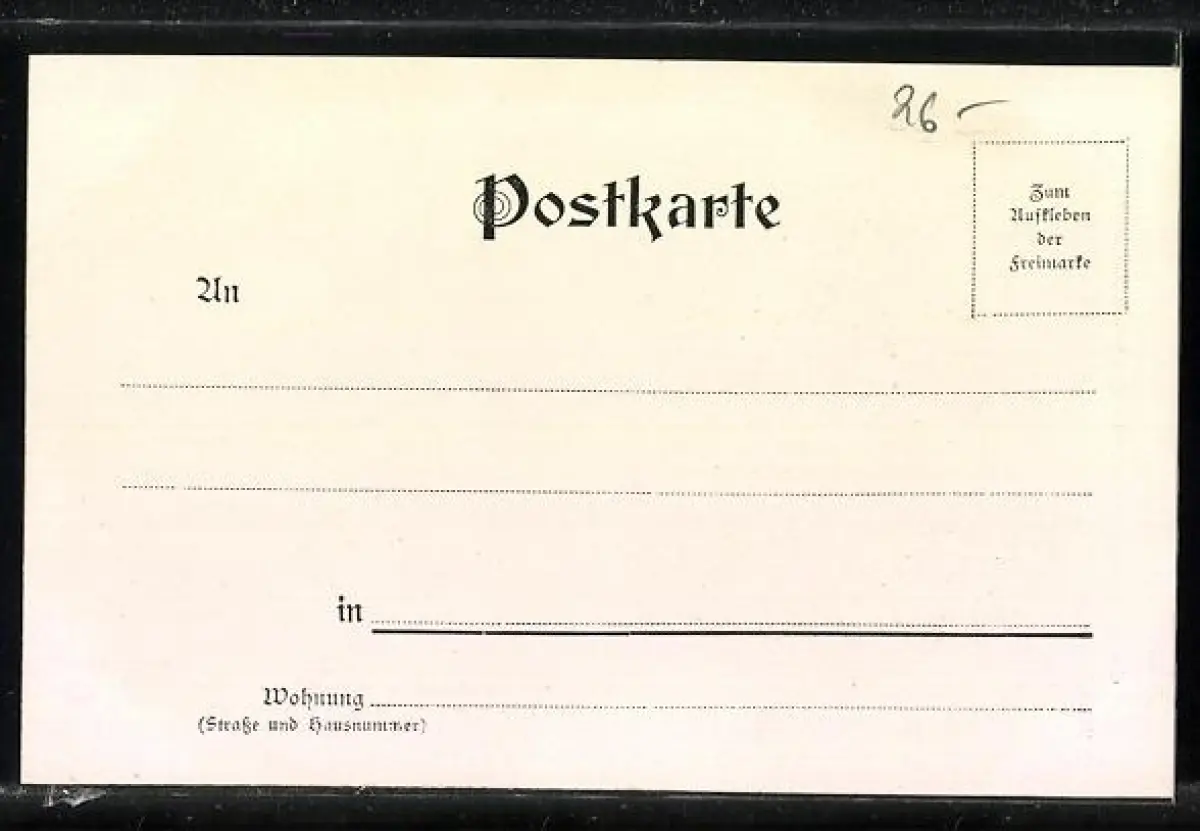 26 –
Postkarte
Zum
Aufkleben
der
Freimarke
An
in
Wohnung
(Straße und Hausnummer)